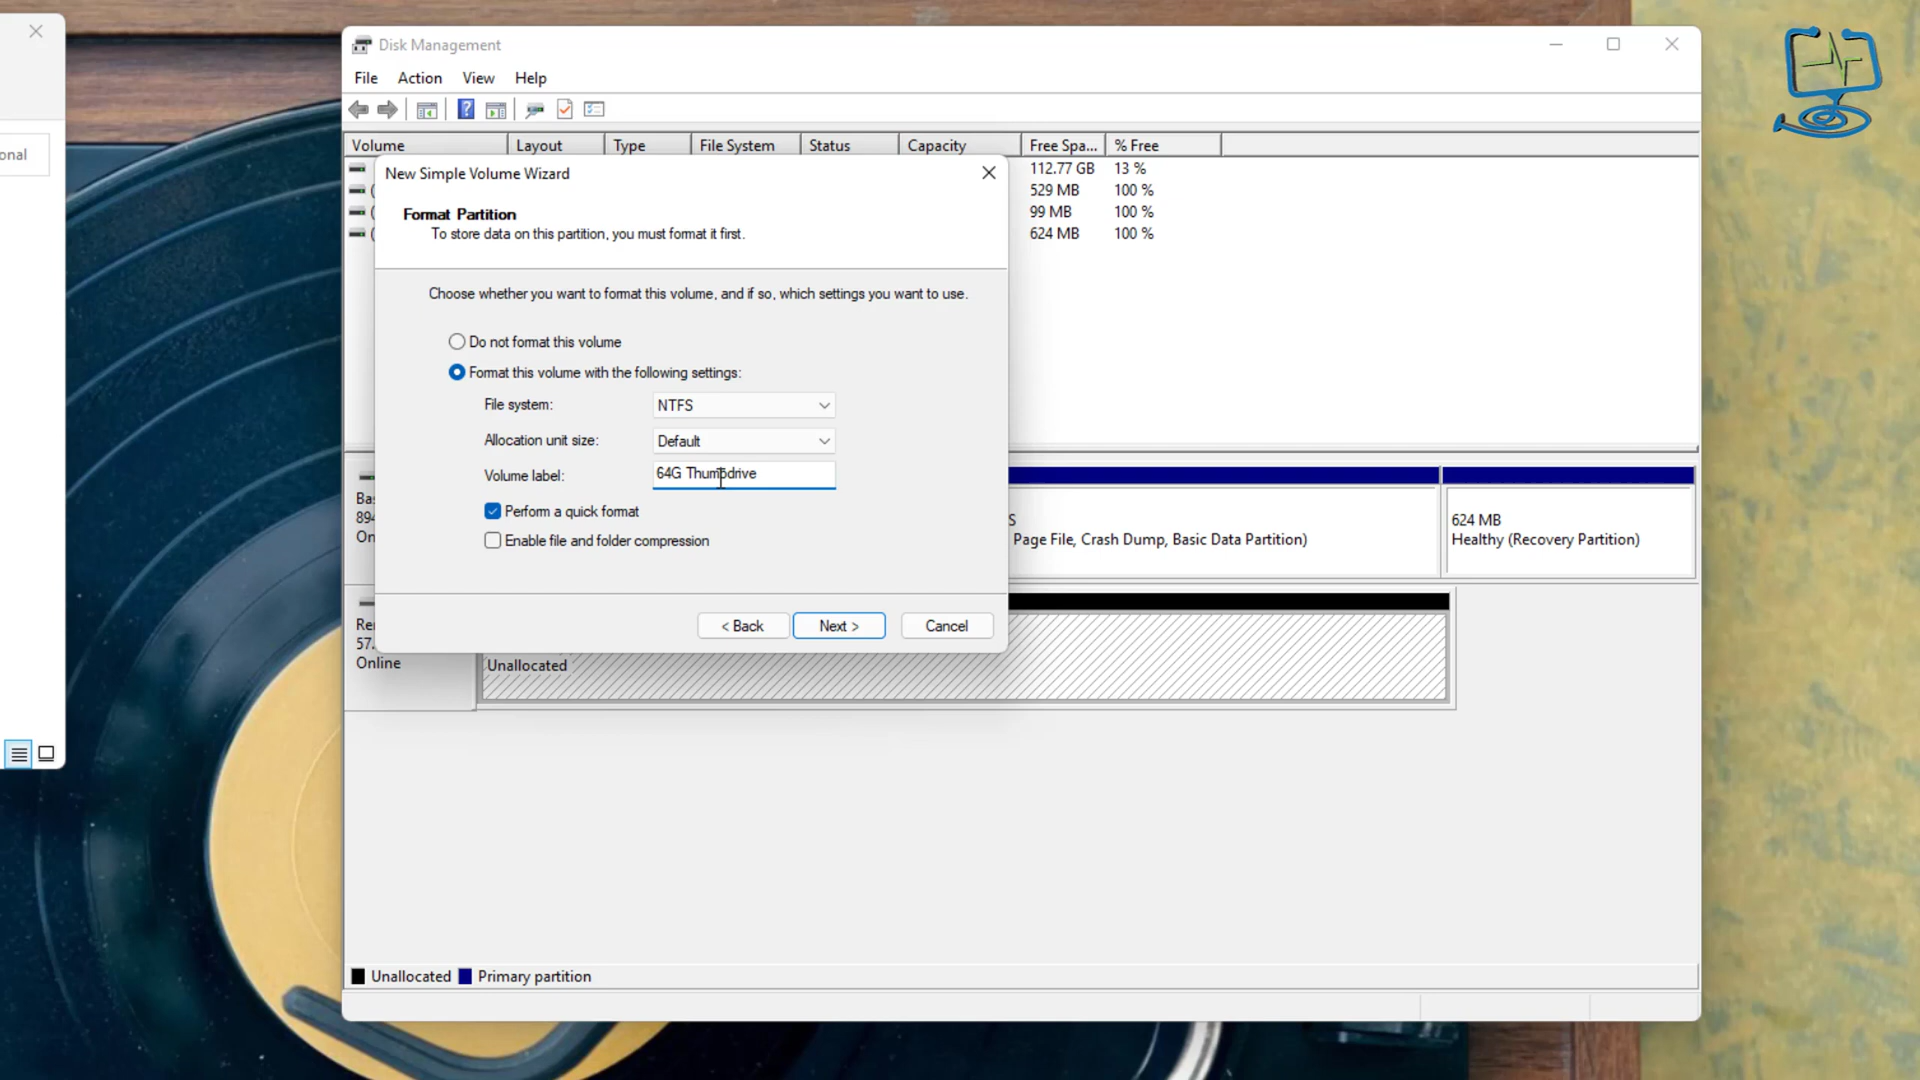 Disk Management
File Action View Help
Volume Layout Type File System Status Capacity Free Spa... % Free
112.77 GB 13 %
529 MB 100 %
99 MB 100 %
624 MB 100 %
onal
New Simple Volume Wizard
Format Partition
To store data on this partition, you must format it first.
Choose whether you want to format this volume, and if so, which settings you want to use.
Do not format this volume
Format this volume with the following settings:
File system: NTFS
Allocation unit size: Default
Volume label: 64G Thumbdrive
Perform a quick format
Enable file and folder compression
< Back Next > Cancel
Ba
894
On
S
Page File, Crash Dump, Basic Data Partition)
624 MB
Healthy (Recovery Partition)
Re
57.
Online
Unallocated
Unallocated Primary partition